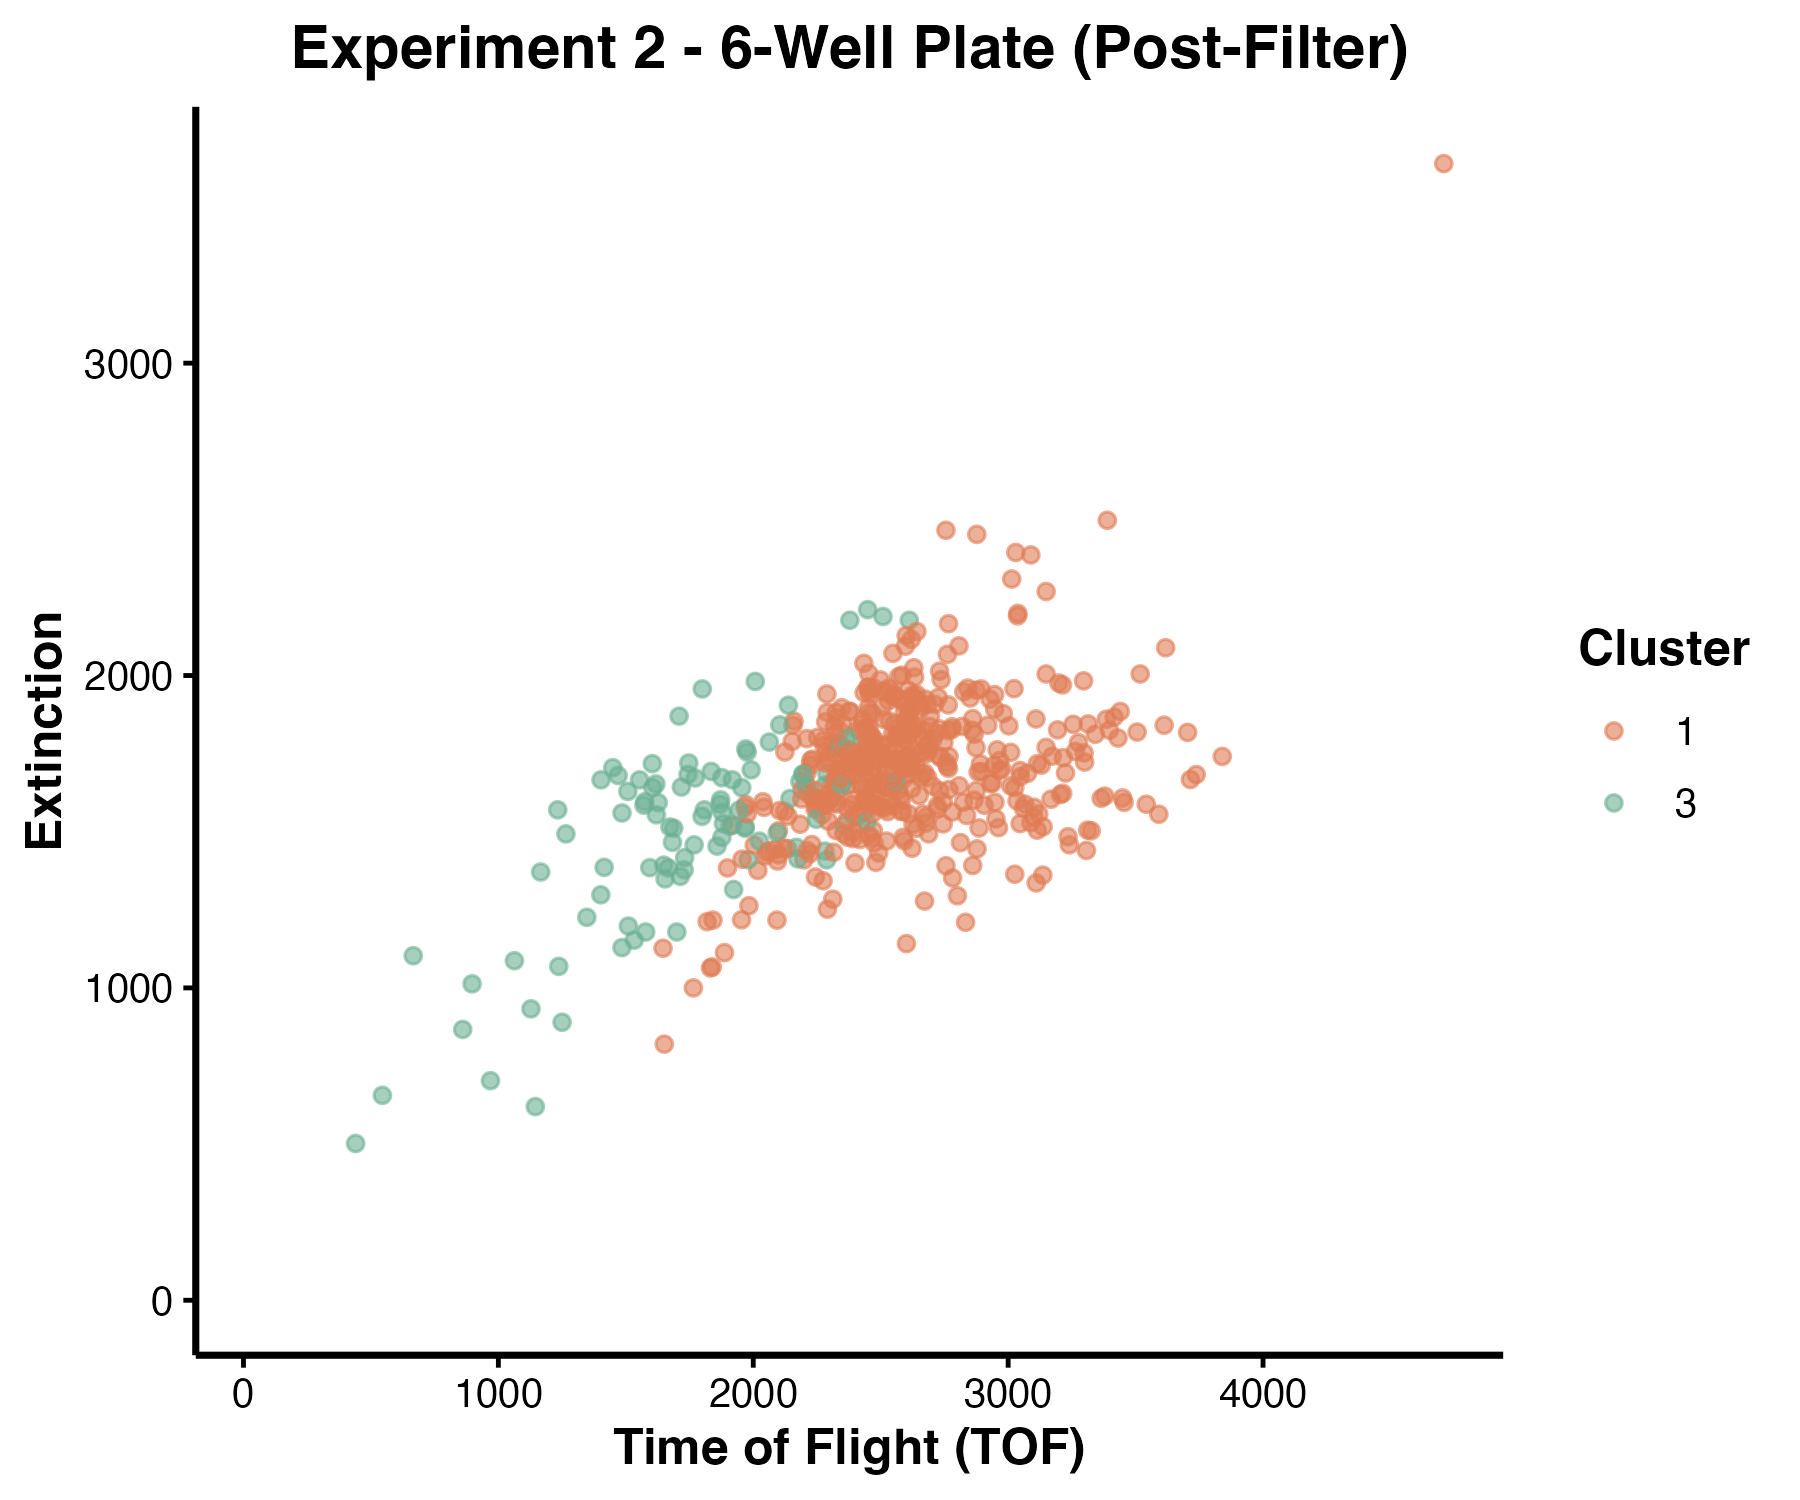 Experiment 2 - 6-Well Plate (Post-Filter)
Extinction
3000
2000
1000
0
0 1000 2000 3000 4000
Time of Flight (TOF)
Cluster
1
3